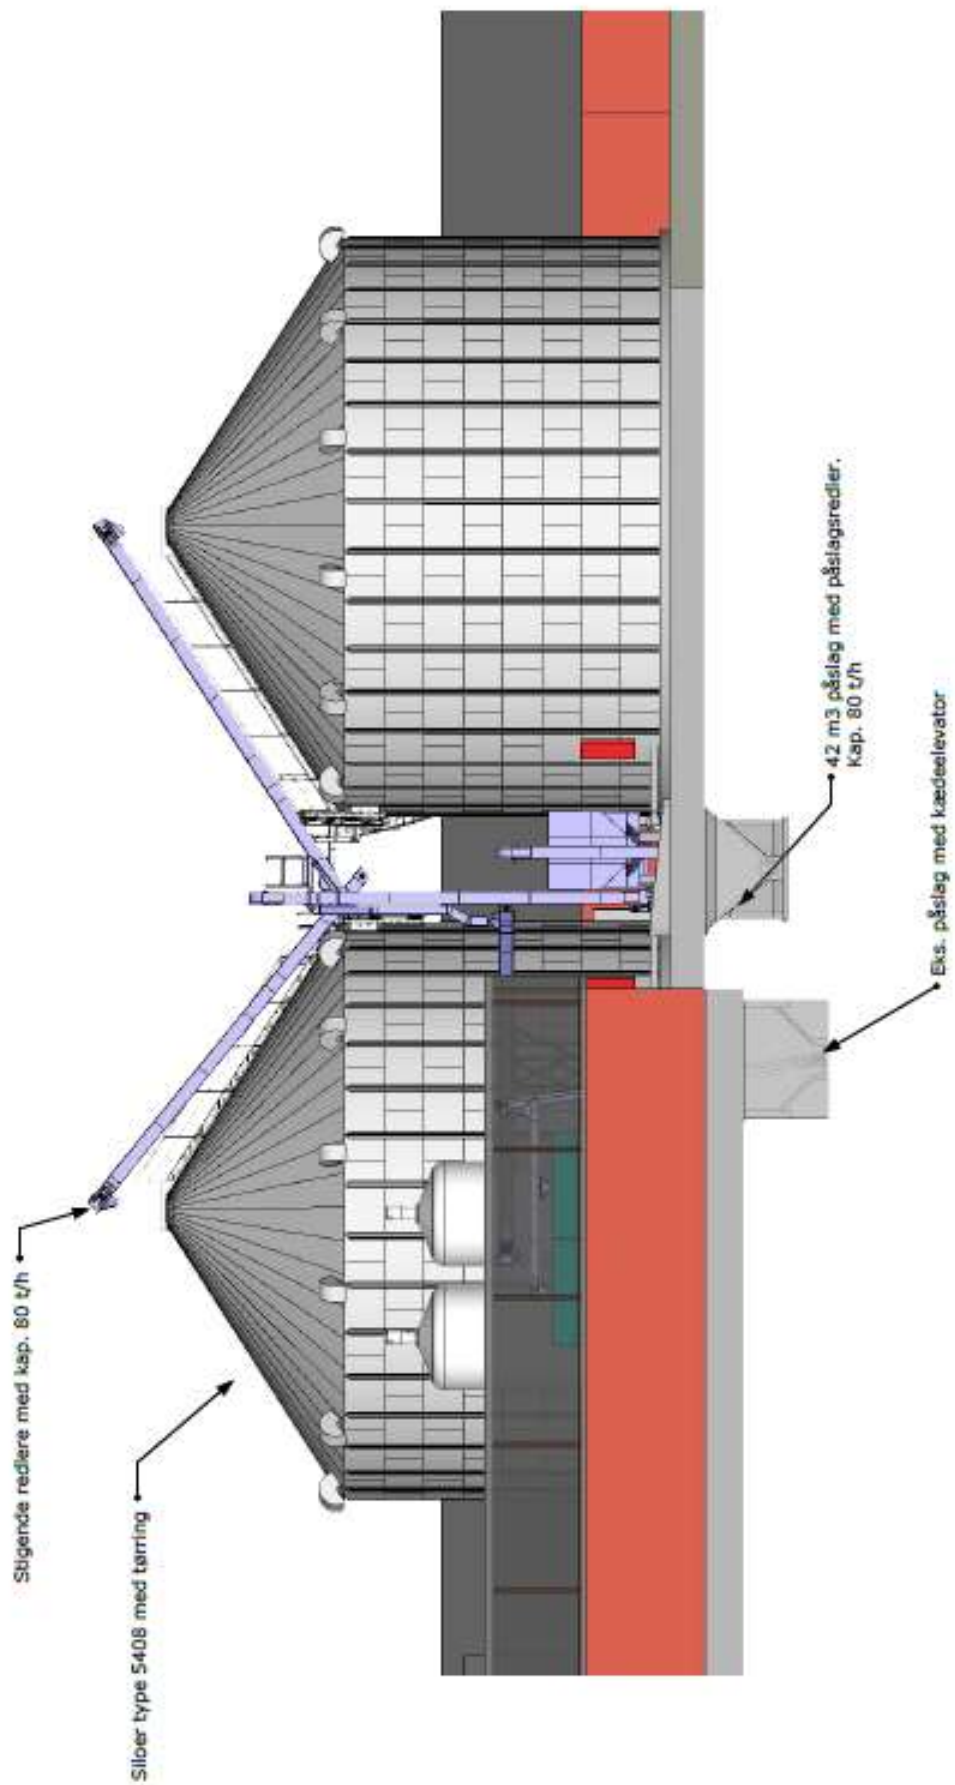 Stigende redlere med kap. 80 t/h
Siloer type 5408 med tørring
42 m3 påslag med påslagsredler.
Kap. 80 t/h
Eks. påslag med kædeelevator